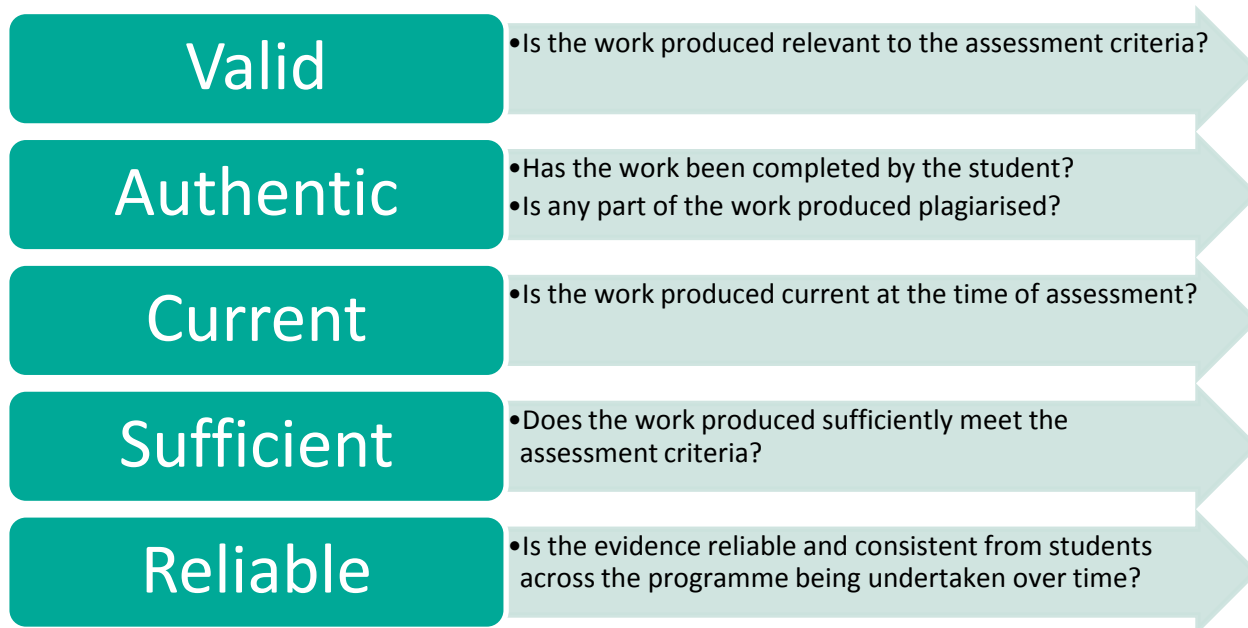 Valid
•Is the work produced relevant to the assessment criteria?
Authentic
•Has the work been completed by the student?
•Is any part of the work produced plagiarised?
Current
•Is the work produced current at the time of assessment?
Sufficient
•Does the work produced sufficiently meet the
assessment criteria?
Reliable
•Is the evidence reliable and consistent from students
across the programme being undertaken over time?